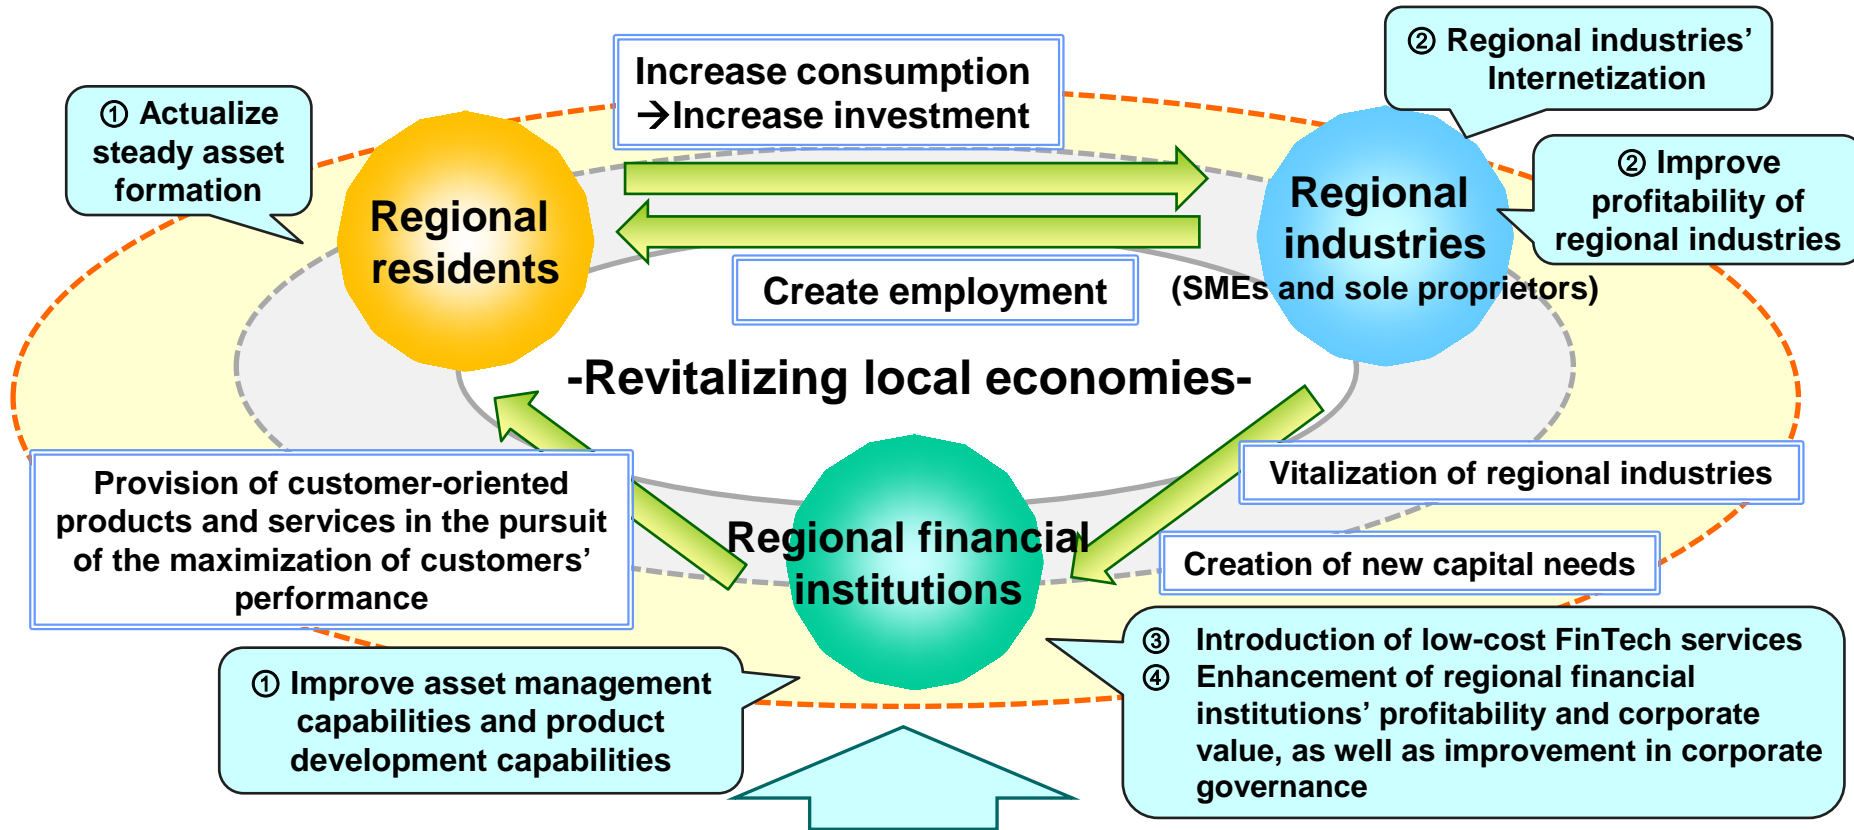 Increase consumption
→Increase investment
② Regional industries’
Internetization
① Actualize
steady asset
formation
② Improve
profitability of
regional industries
Regional
residents
Regional
industries
(SMEs and sole proprietors)
Create employment
-Revitalizing local economies-
Provision of customer-oriented
products and services in the pursuit
of the maximization of customers’
performance
Vitalization of regional industries
Regional financial
institutions
Creation of new capital needs
① Improve asset management
capabilities and product
development capabilities
③ Introduction of low-cost FinTech services
④ Enhancement of regional financial
institutions’ profitability and corporate
value, as well as improvement in corporate
governance